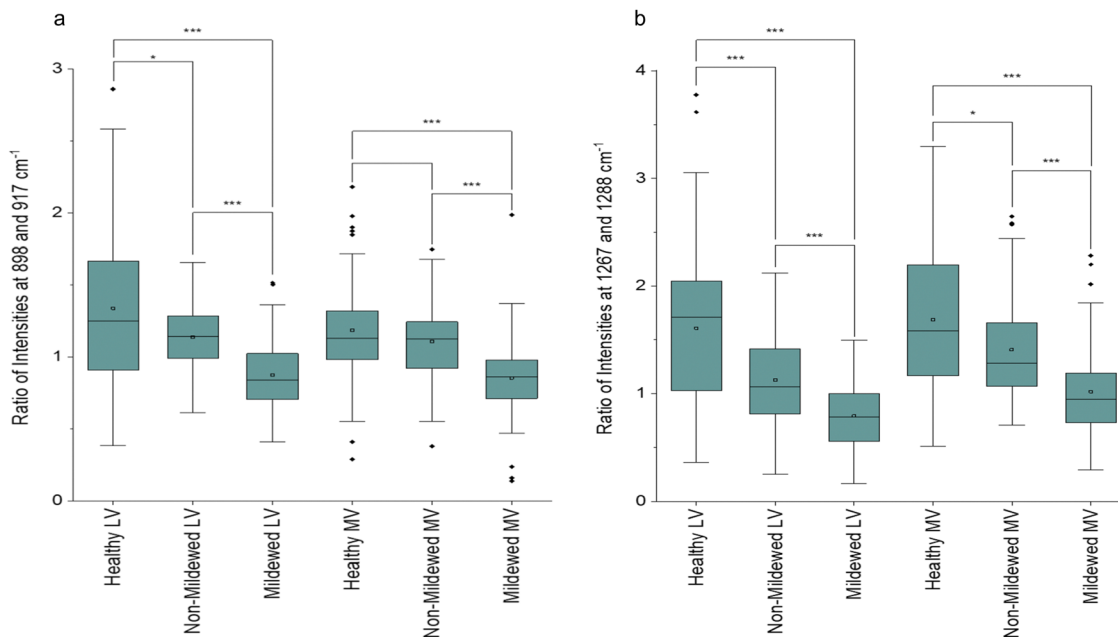 a
Ratio of Intensities at 898 and 917 cm-1
3
2
1
0
***
*
***
***
***
Healthy LV
Non-Mildewed LV
Mildewed LV
Healthy MV
Non-Mildewed MV
Mildewed MV
b
Ratio of Intensities at 1267 and 1288 cm-1
4
3
2
1
0
***
***
***
***
*
***
Healthy LV
Non-Mildewed LV
Mildewed LV
Healthy MV
Non-Mildewed MV
Mildewed MV